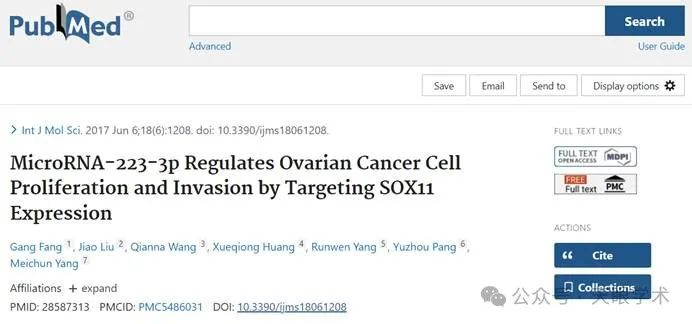 PubMed®
Search
Advanced
User Guide
Save
Email
Send to
Display options
Int J Mol Sci. 2017 Jun 6;18(6):1208. doi: 10.3390/ijms18061208.
MicroRNA-223-3p Regulates Ovarian Cancer Cell
Proliferation and Invasion by Targeting SOX11
Expression
Gang Fang 1, Jiao Liu 2, Qianna Wang 3, Xueqiong Huang 4, Runwen Yang 5, Yuzhou Pang 6,
Meichun Yang 7
Affiliations + expand
PMID: 28587313 PMCID: PMC5486031 DOI: 10.3390/ijms18061208
FULL TEXT LINKS
FULL TEXT
OPEN ACCESS
MDPI
FREE
Full text
PMC
ACTIONS
Cite
Collections
公众号 · 天眼学术